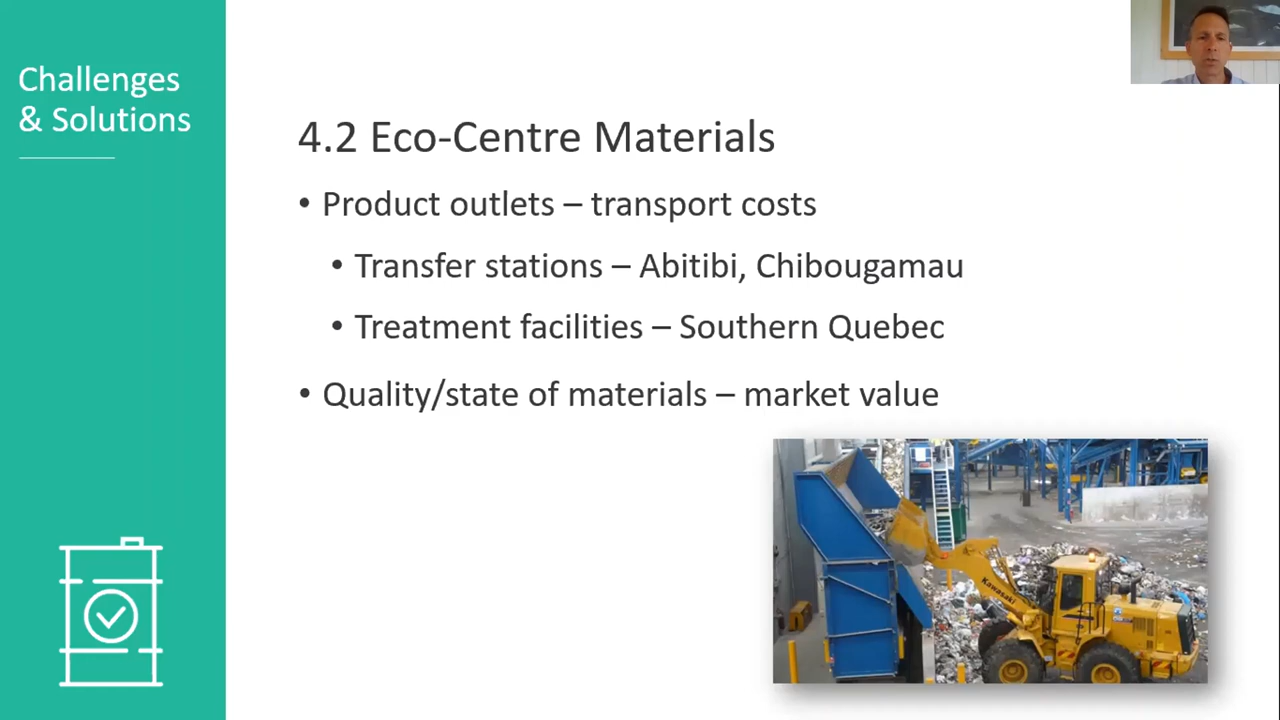 Challenges
& Solutions
4.2 Eco-Centre Materials
• Product outlets – transport costs
• Transfer stations – Abitibi, Chibougamau
• Treatment facilities – Southern Quebec
• Quality/state of materials – market value
Kawasaki